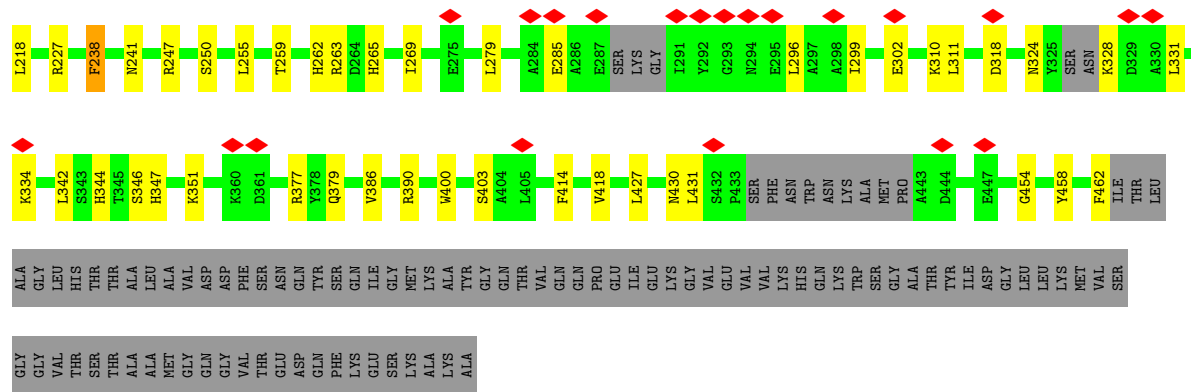 L218 R227 F238 N241 R247 S250 L255 T259 H262 R263 D264 H265 I269 E275 L279 A284 E285 A286 E287 SER LYS GLY I291 Y292 G293 N294 E295 L296 A297 A298 I299 E302 K310 L311 D318 N324 Y325 SER ASN K328 D329 A330 L331
K334 L342 S343 H344 T345 S346 H347 K351 K360 D361 R377 Y378 Q379 V386 R390 W400 S403 A404 L405 F414 V418 L427 N430 L431 S432 P433 SER PHE ASN TRP ASN LYS ALA MET PRO A443 D444 E447 G454 Y458 F462 ILE THR LEU
ALA GLY LEU HIS THR THR ALA LEU ALA VAL ASP ASP PHE SER ASN GLN TYR SER GLN ILE GLY MET LYS ALA TYR GLY GLN THR VAL GLN GLN PRO GLU ILE GLU LYS GLY VAL GLU VAL VAL LYS HIS GLN LYS TRP SER GLY ALA THR TYR ILE ASP GLY LEU LEU LYS MET VAL SER
GLY GLY VAL THR SER THR ALA ALA MET GLY GLN GLY VAL THR GLU ASP GLN PHE LYS GLU SER LYS ALA LYS ALA